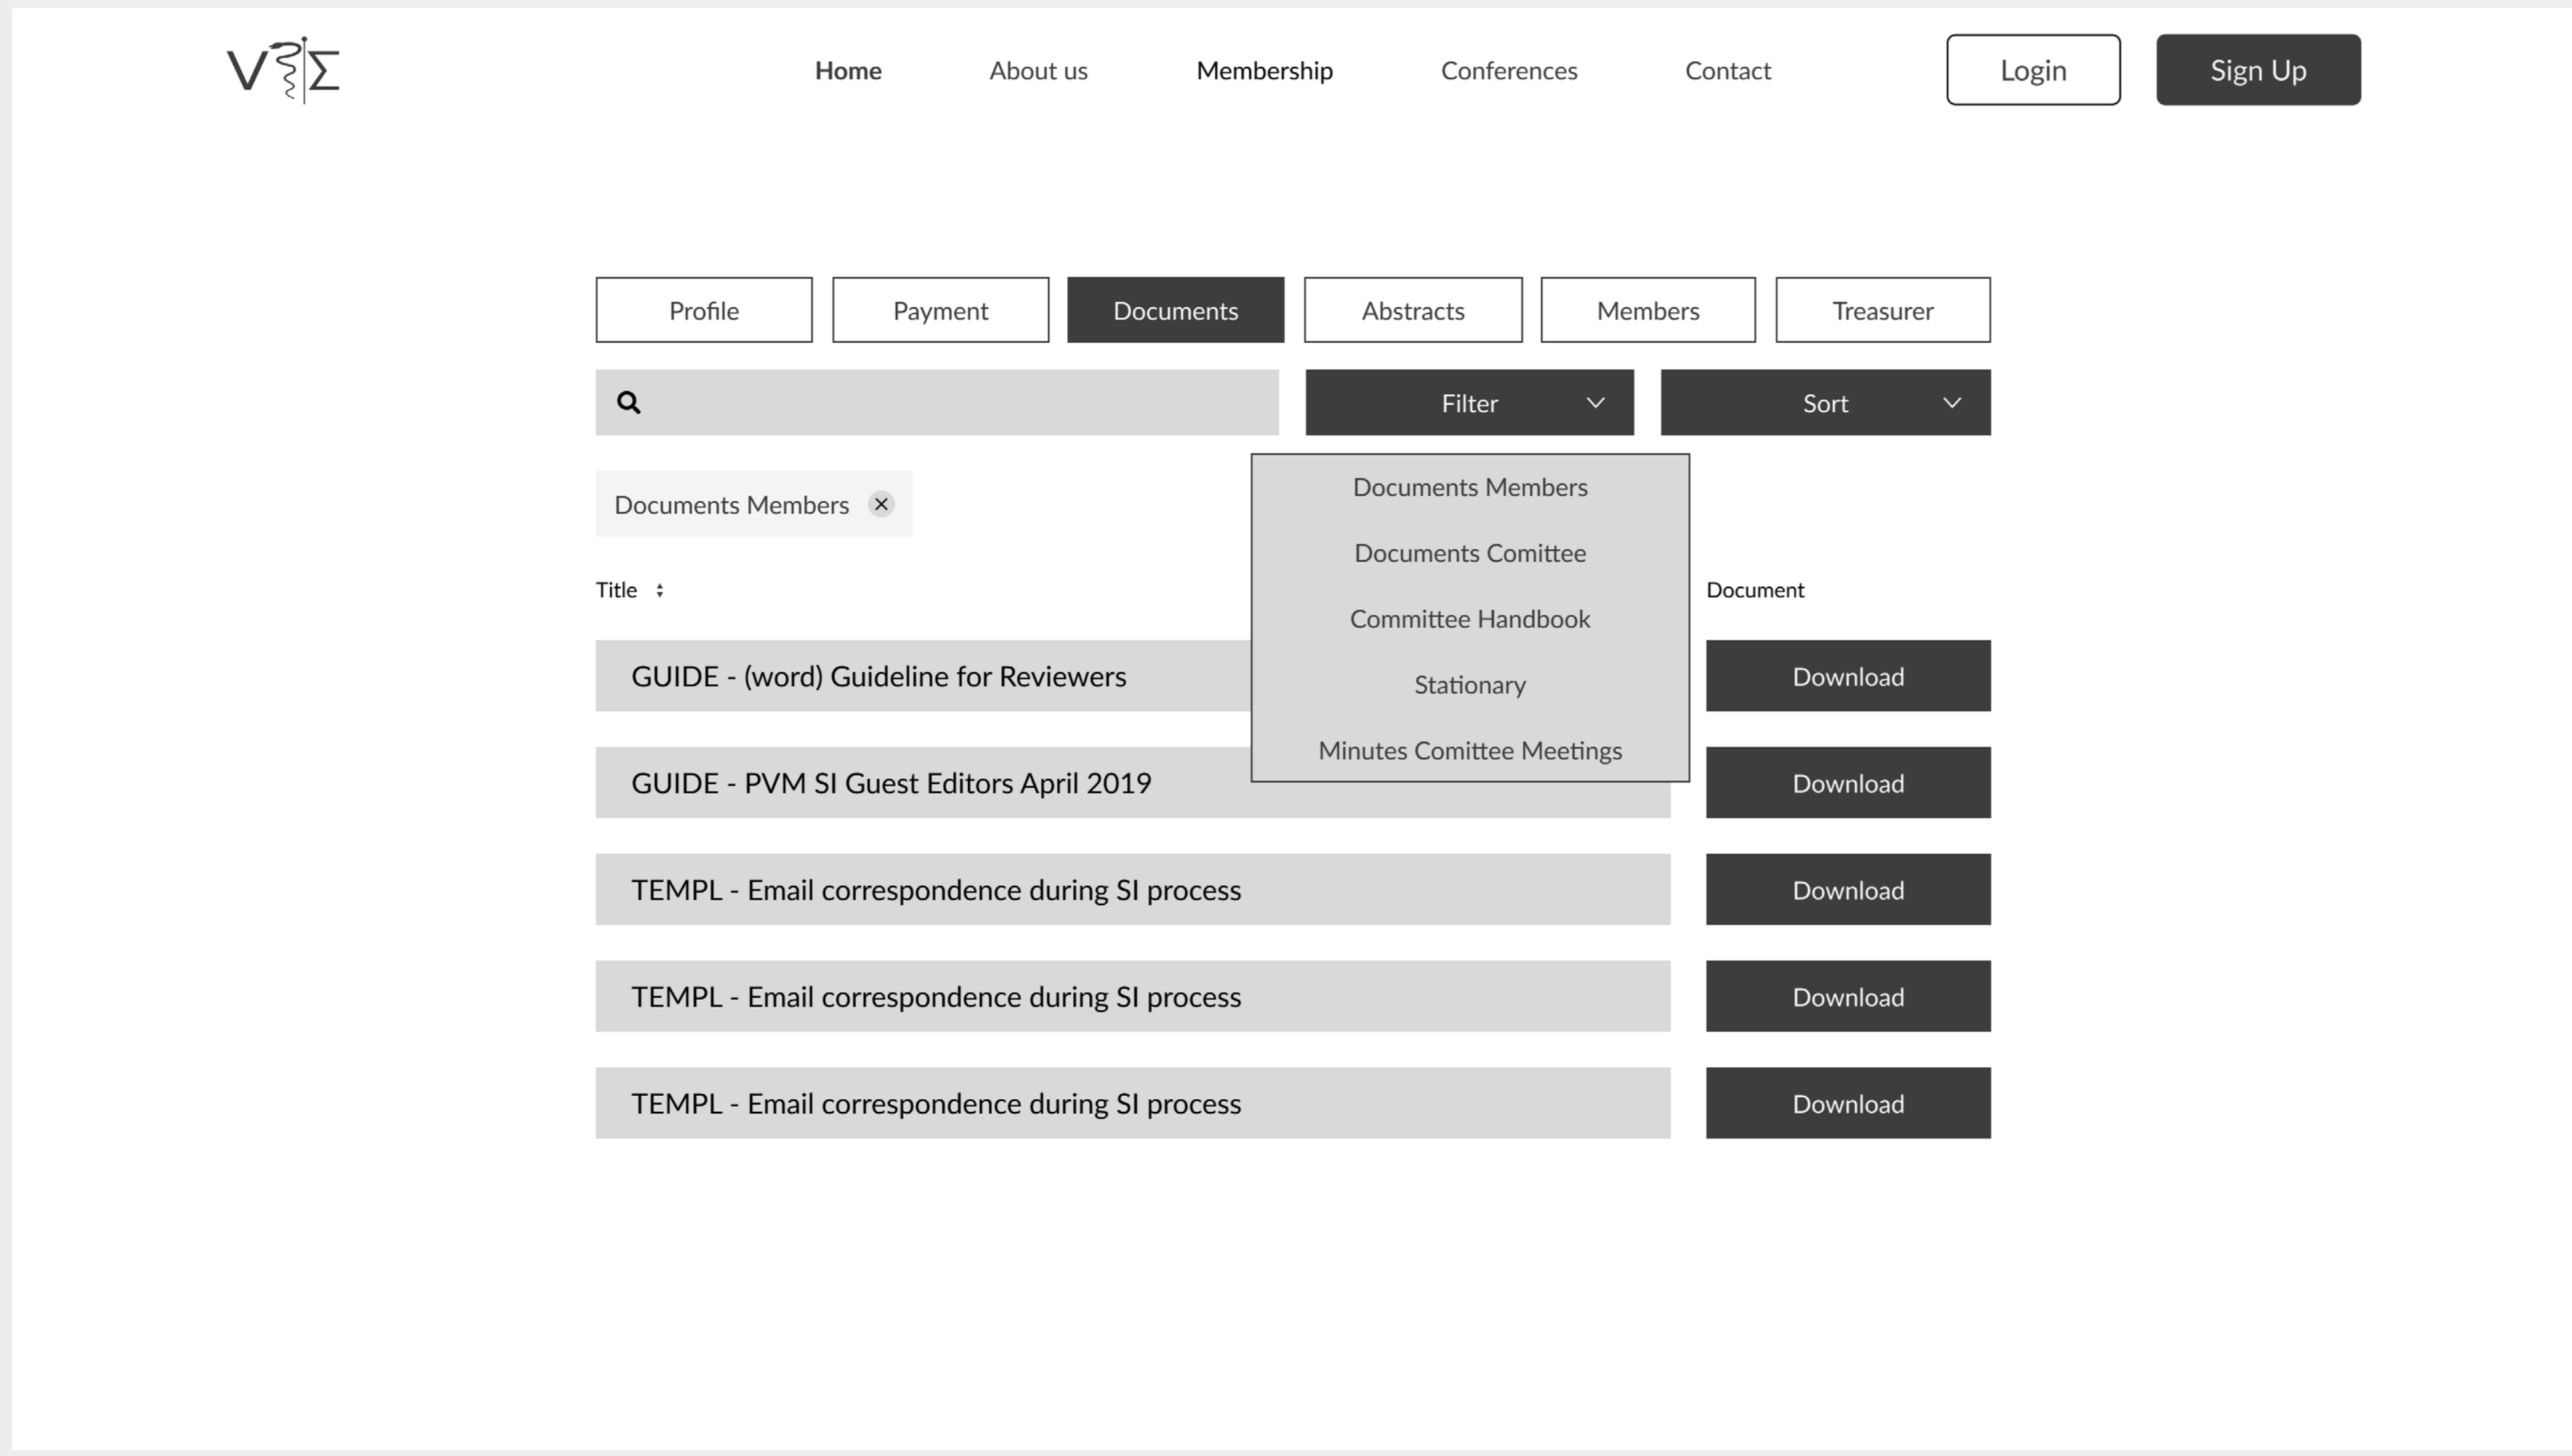 VΣ
Home
About us
Membership
Conferences
Contact
Login
Sign Up
Profile
Payment
Documents
Abstracts
Members
Treasurer
Filter
Sort
Documents Members
Documents Members
Documents Comittee
Committee Handbook
Stationary
Minutes Comittee Meetings
Title
Document
GUIDE - (word) Guideline for Reviewers
Download
GUIDE - PVM SI Guest Editors April 2019
Download
TEMPL - Email correspondence during SI process
Download
TEMPL - Email correspondence during SI process
Download
TEMPL - Email correspondence during SI process
Download